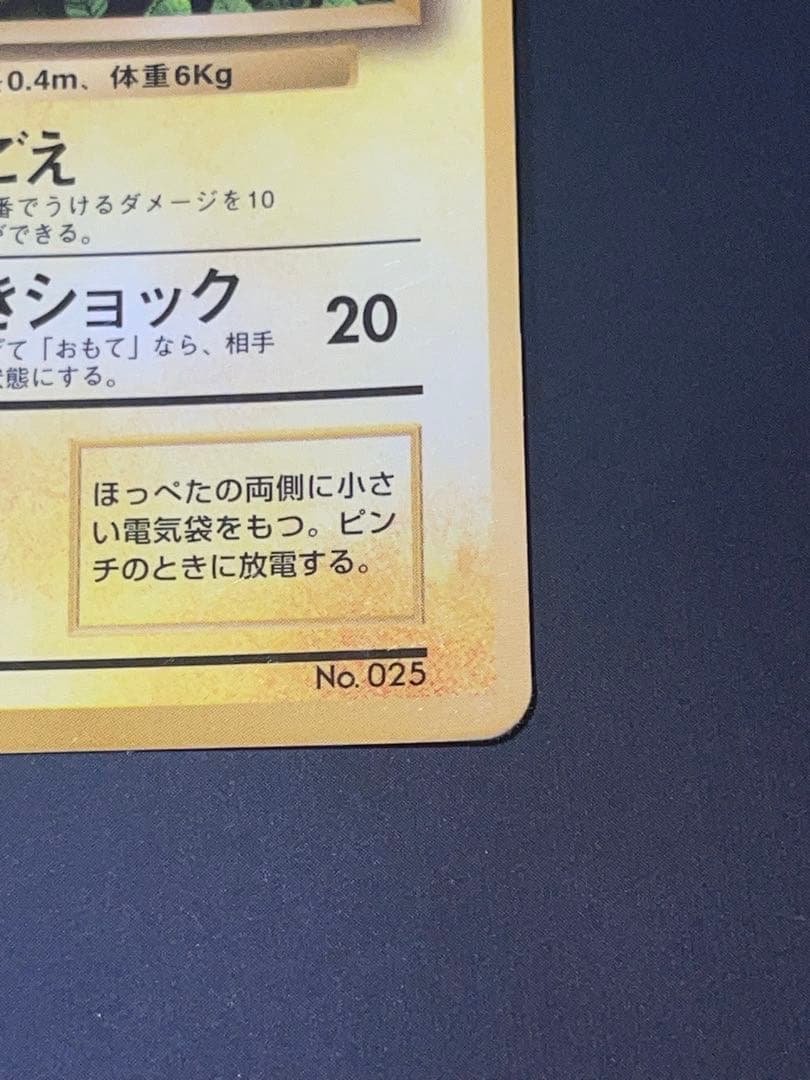 0.4m、体重6Kg
ごえ
番でうけるダメージを10
ができる。
きショック
20
て「おもて」なら、相手
状態にする。
ほっぺたの両側に小さ
い電気袋をもつ。ピン
チのときに放電する。
No. 025